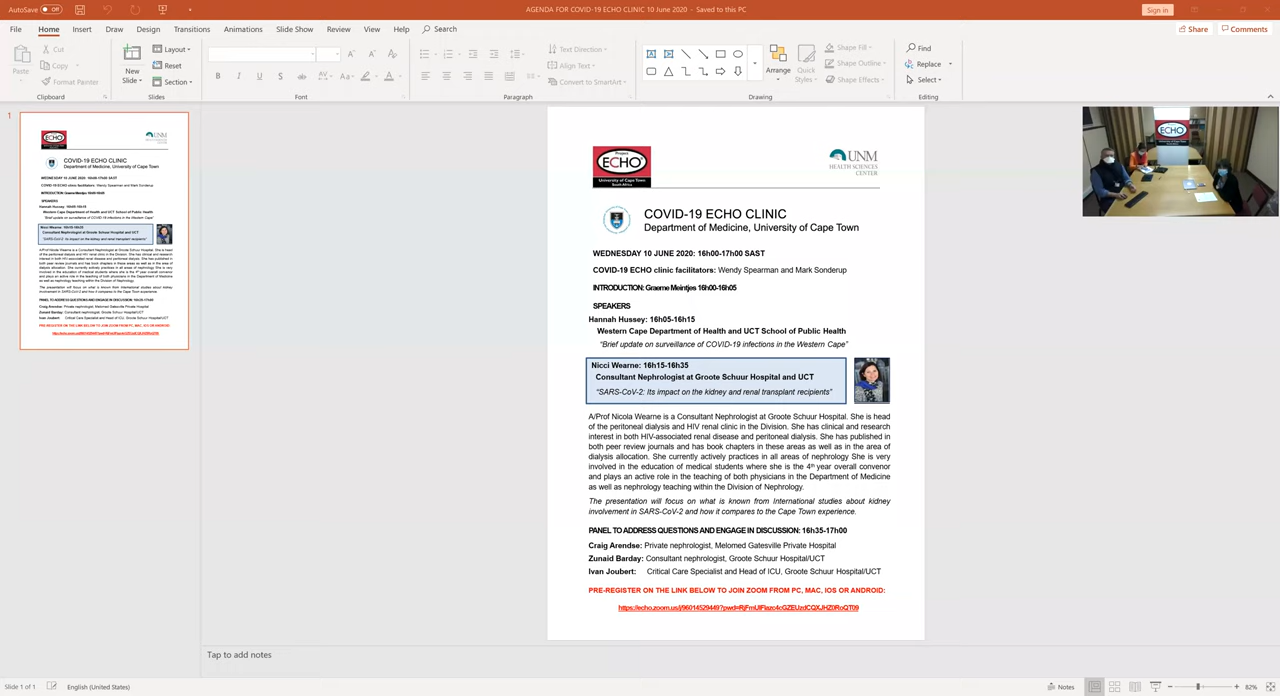 AutoSave Off
AGENDA FOR COVID-19 ECHO CLINIC 10 June 2020 - Saved to this PC
Sign in
File Home Insert Draw Design Transitions Animations Slide Show Review View Help Search
Share Comments
Paste
Cut
Copy
Format Painter
Clipboard
New
Slide
Layout
Reset
Section
Slides
Font
Text Direction
Align Text
Convert to SmartArt
Paragraph
Arrange
Quick
Styles
Shape Fill
Shape Outline
Shape Effects
Drawing
Find
Replace
Select
Editing
1
Project
ECHO
University of Cape Town
South Africa
UNM
HEALTH SCIENCES
CENTER
COVID-19 ECHO CLINIC
Department of Medicine, University of Cape Town
WEDNESDAY 10 JUNE 2020: 16h00-17h00 SAST
COVID-19 ECHO clinic facilitators: Wendy Spearman and Mark Sonderup
INTRODUCTION: Graeme Meintjes 16h00-16h05
SPEAKERS
Hannah Hussey: 16h05-16h15
Western Cape Department of Health and UCT School of Public Health
“Brief update on surveillance of COVID-19 infections in the Western Cape”
Nicci Wearne: 16h15-16h35
Consultant Nephrologist at Groote Schuur Hospital and UCT
“SARS-CoV-2: Its impact on the kidney and renal transplant recipients”
A/Prof Nicola Wearne is a Consultant Nephrologist at Groote Schuur Hospital. She is head
of the peritoneal dialysis and HIV renal clinic in the Division. She has clinical and research
interest in both HIV-associated renal disease and peritoneal dialysis. She has published in
both peer review journals and has book chapters in these areas as well as in the area of
dialysis allocation. She currently actively practices in all areas of nephrology She is very
involved in the education of medical students where she is the 4th year overall convenor
and plays an active role in the teaching of both physicians in the Department of Medicine
as well as nephrology teaching within the Division of Nephrology.
The presentation will focus on what is known from International studies about kidney
involvement in SARS-CoV-2 and how it compares to the Cape Town experience.
PANEL TO ADDRESS QUESTIONS AND ENGAGE IN DISCUSSION: 16h35-17h00
Craig Arendse: Private nephrologist, Melomed Gatesville Private Hospital
Zunaid Barday: Consultant nephrologist, Groote Schuur Hospital/UCT
Ivan Joubert: Critical Care Specialist and Head of ICU, Groote Schuur Hospital/UCT
PRE-REGISTER ON THE LINK BELOW TO JOIN ZOOM FROM PC, MAC, IOS OR ANDROID:
ECHO
Tap to add notes
Slide 1 of 1
English (United States)
Notes
82%